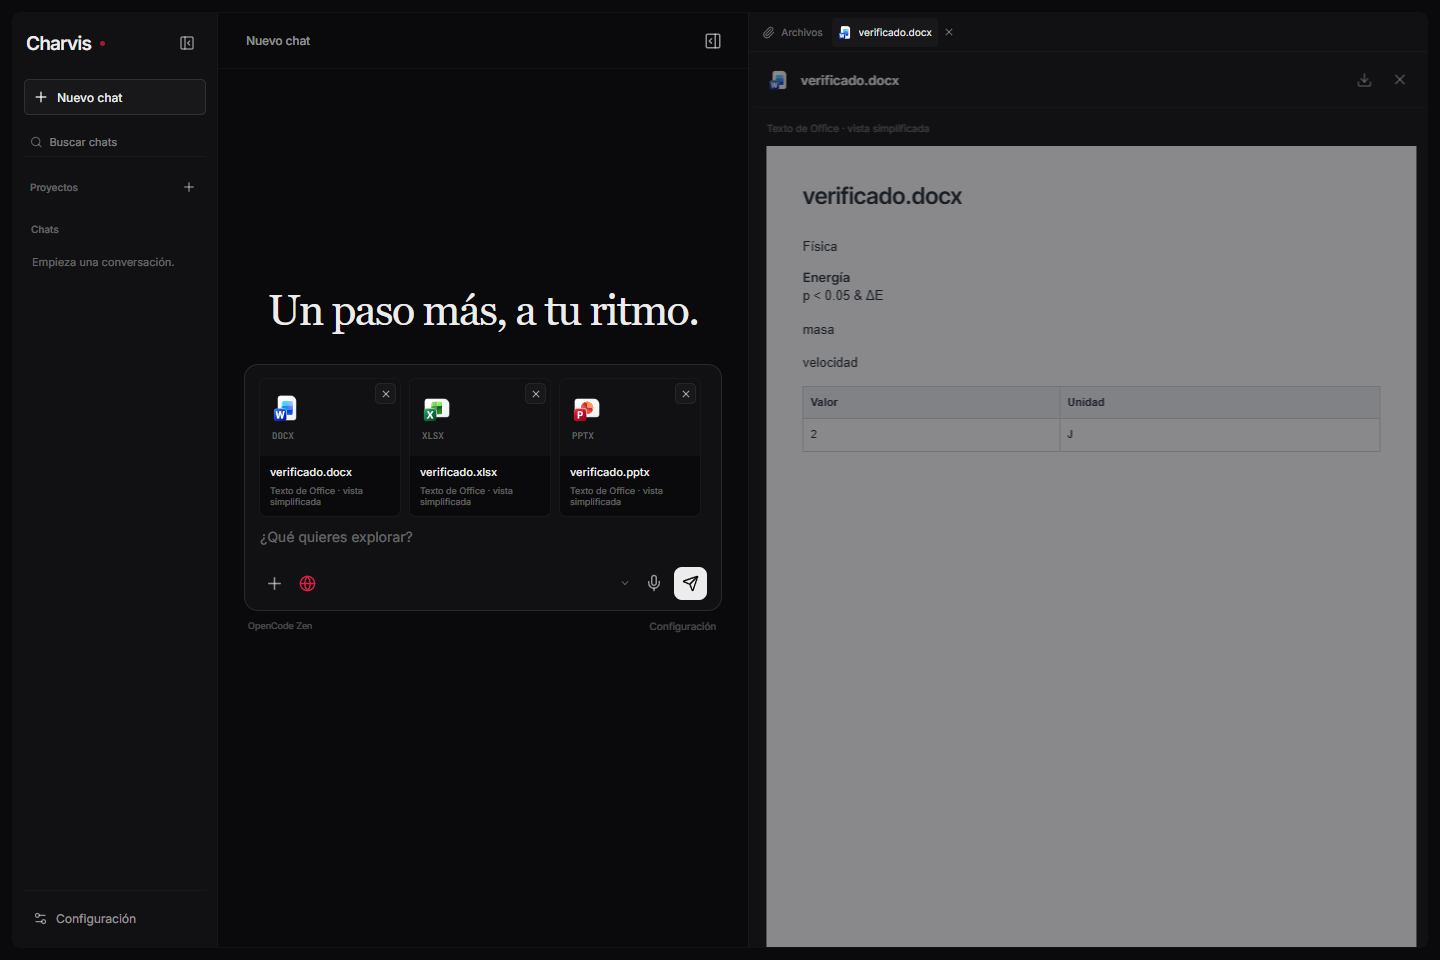 Charvis
Nuevo chat
Buscar chats
Proyectos
Chats
Empieza una conversación.
Configuración
Nuevo chat
Un paso más, a tu ritmo.
DOCX
verificado.docx
Texto de Office · vista
simplificada
XLSX
verificado.xlsx
Texto de Office · vista
simplificada
PPTX
verificado.pptx
Texto de Office · vista
simplificada
¿Qué quieres explorar?
OpenCode Zen
Configuración
Archivos
verificado.docx
verificado.docx
Texto de Office · vista simplificada
verificado.docx
Física
Energía
p < 0.05 & ΔE
masa
velocidad
Valor Unidad
2 J